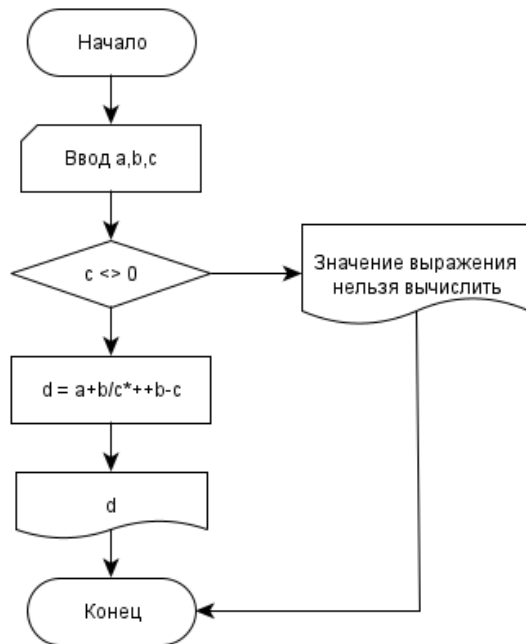 Начало
Ввод a,b,c
c <> 0
Значение выражения
нельзя вычислить
d = a+b/c*++b-c
d
Конец